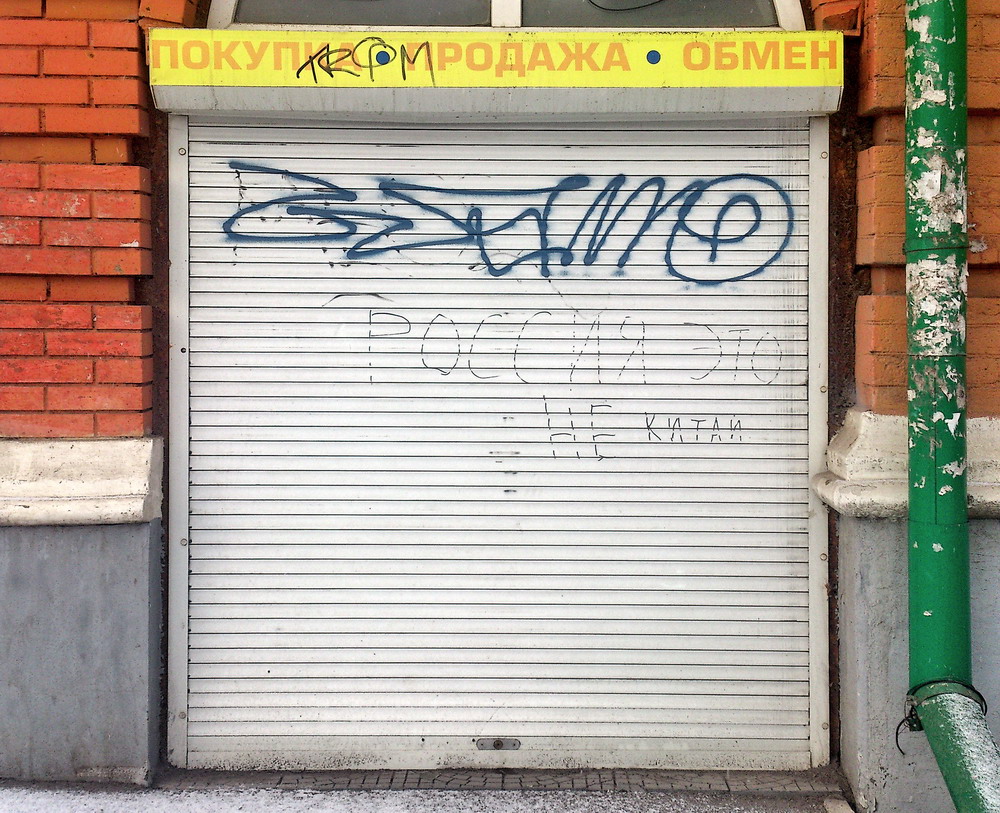 ПОКУПКА • ПРОДАЖА • ОБМЕН
РОССИЯ ЭТО
НЕ КИТАЙ